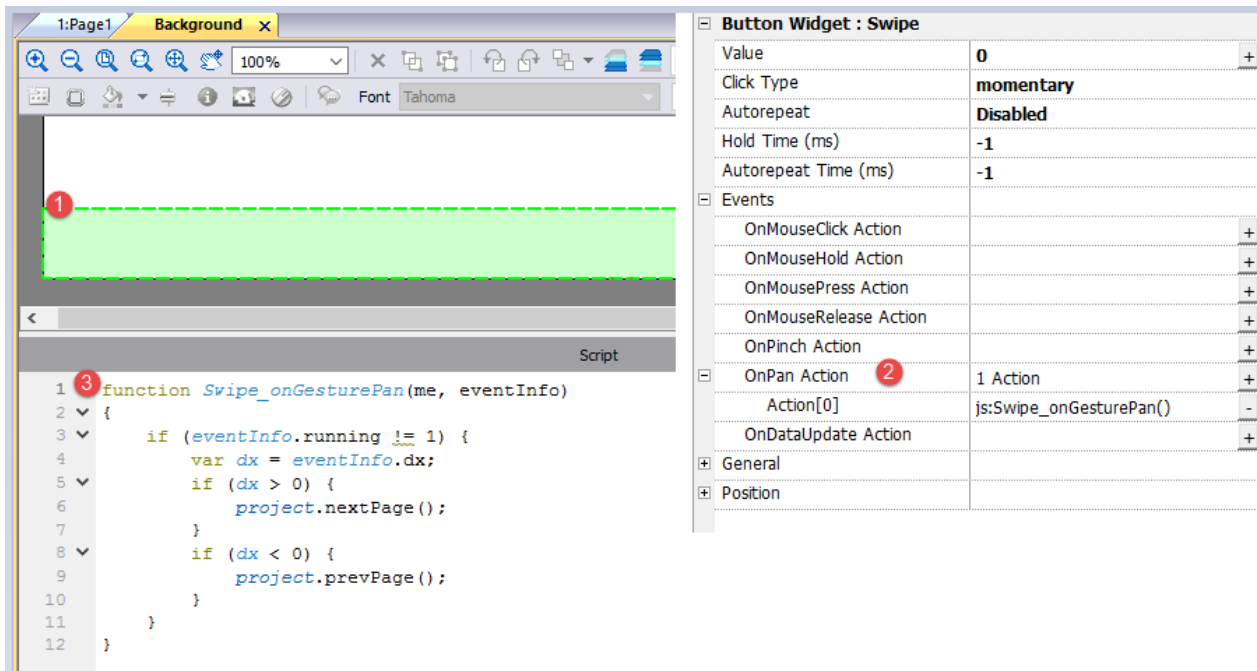 1:Page1 Background x
100%
Font Tahoma
1
Script
3
1 function Swipe_onGesturePan(me, eventInfo)
2 {
3 if (eventInfo.running != 1) {
4 var dx = eventInfo.dx;
5 if (dx > 0) {
6 project.nextPage();
7 }
8 if (dx < 0) {
9 project.prevPage();
10 }
11 }
12 }
Button Widget : Swipe
Value 0 +
Click Type momentary
Autorepeat Disabled
Hold Time (ms) -1
Autorepeat Time (ms) -1
Events
OnMouseClick Action +
OnMouseHold Action +
OnMousePress Action +
OnMouseRelease Action +
OnPinch Action +
OnPan Action 2 1 Action +
Action[0] js:Swipe_onGesturePan() -
OnDataUpdate Action +
General
Position